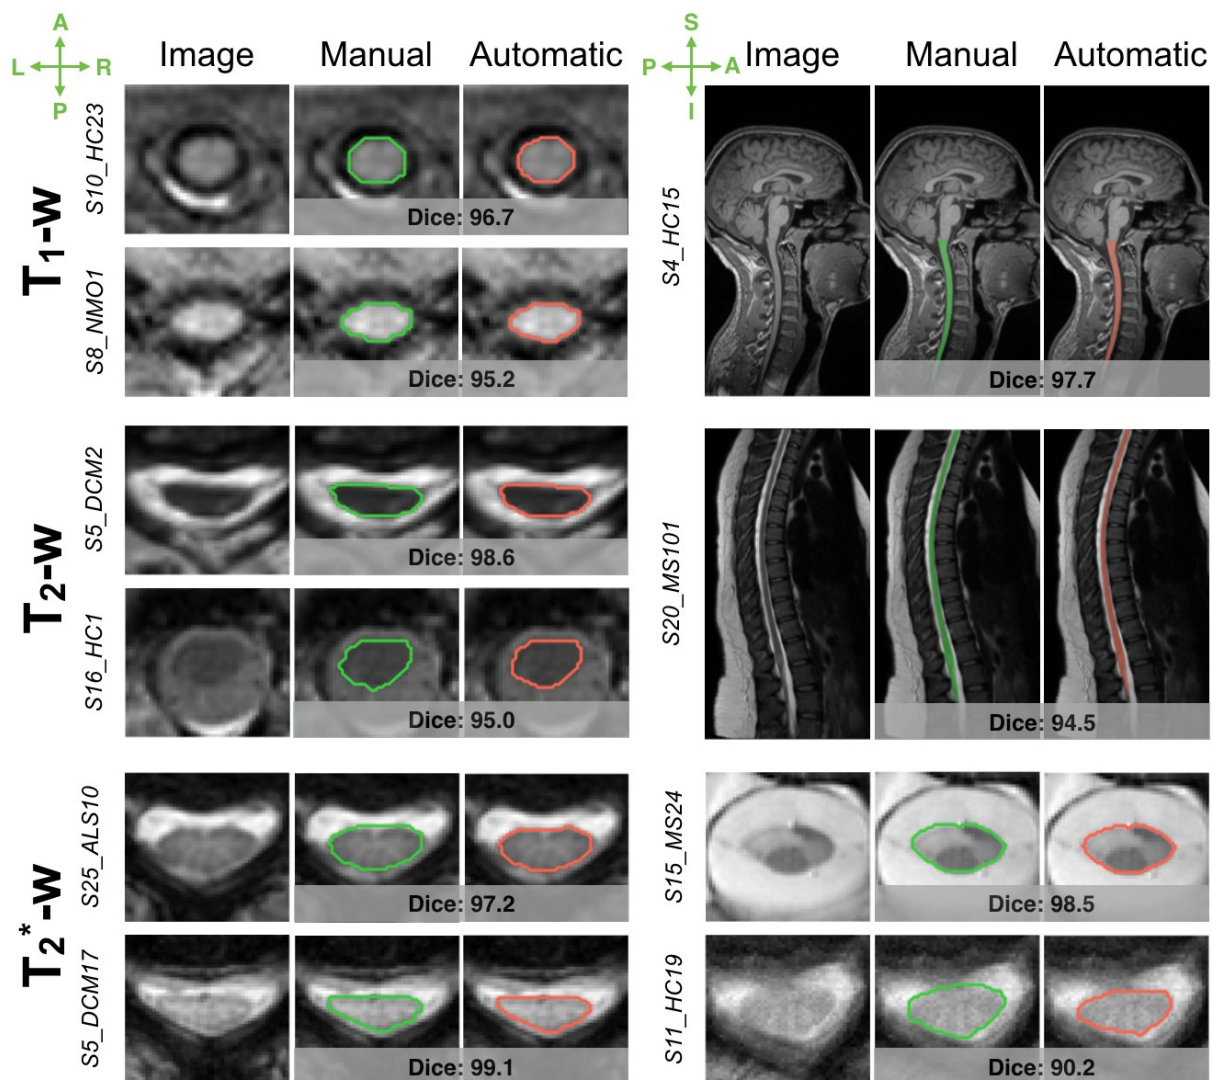 A
L R
P
Image Manual Automatic
S
P A
I
Image Manual Automatic
T1-w
S10_HC23
Dice: 96.7
S8_NMO1
Dice: 95.2
S4_HC15
Dice: 97.7
T2-w
S5_DCM2
Dice: 98.6
S16_HC1
Dice: 95.0
S20_MS101
Dice: 94.5
T2*-w
S25_ALS10
Dice: 97.2
S15_MS24
Dice: 98.5
S5_DCM17
Dice: 99.1
S11_HC19
Dice: 90.2